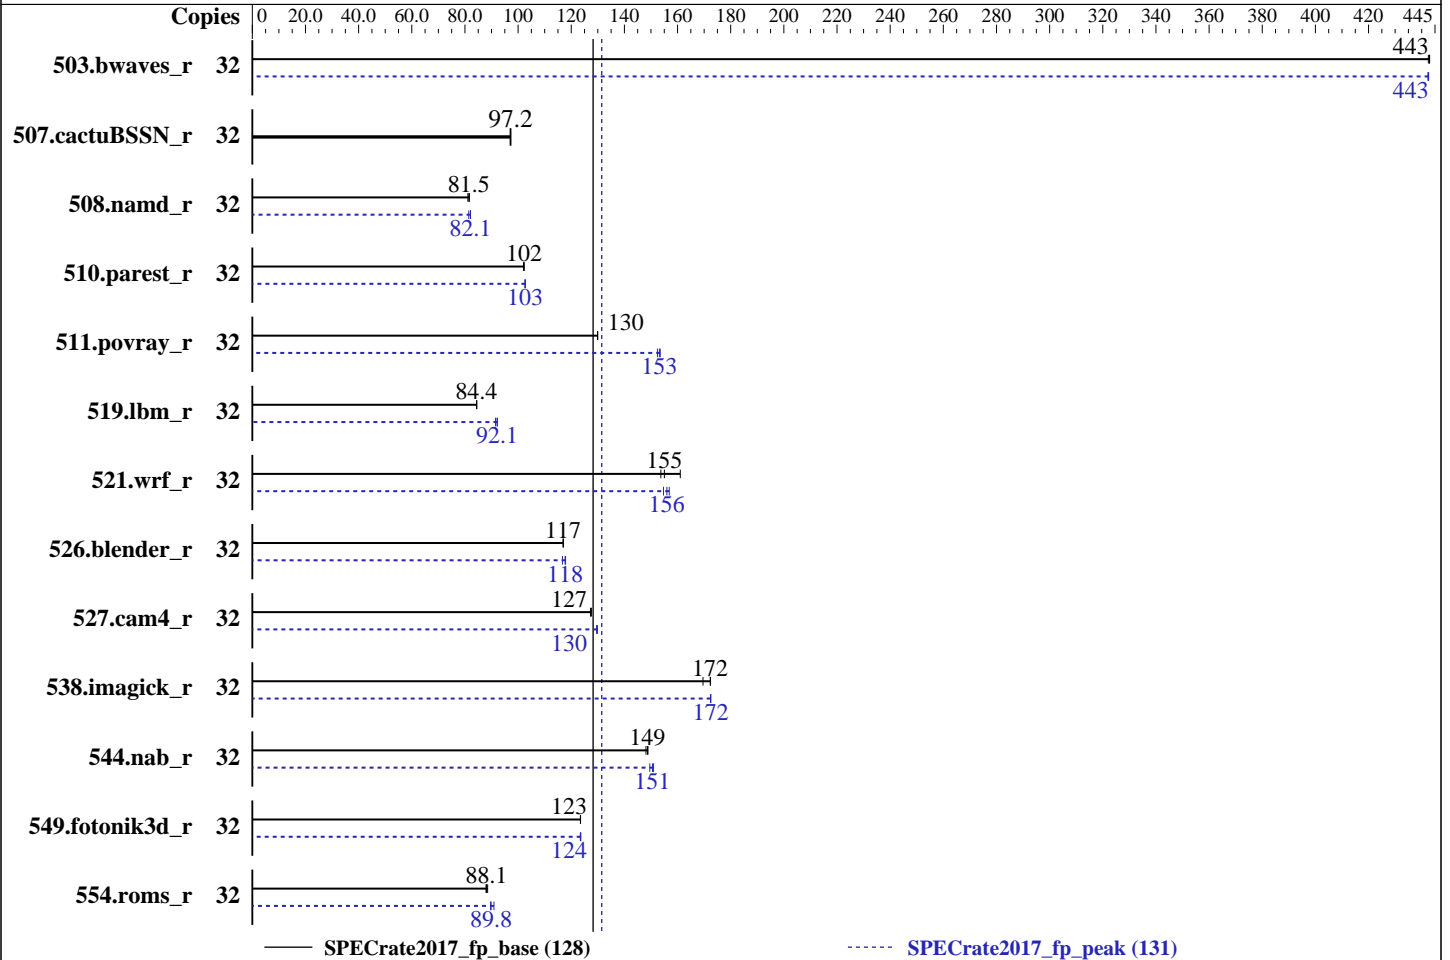 Copies 0 20.0 40.0 60.0 80.0 100 120 140 160 180 200 220 240 260 280 300 320 340 360 380 400 420 445
443
503.bwaves_r 32
443
97.2
507.cactuBSSN_r 32
81.5
508.namd_r 32
82.1
102
510.parest_r 32
103
130
511.povray_r 32
153
84.4
519.lbm_r 32
92.1
155
521.wrf_r 32
156
117
526.blender_r 32
118
127
527.cam4_r 32
130
172
538.imagick_r 32
172
149
544.nab_r 32
151
123
549.fotonik3d_r 32
124
88.1
554.roms_r 32
89.8
SPECrate2017_fp_base (128) SPECrate2017_fp_peak (131)